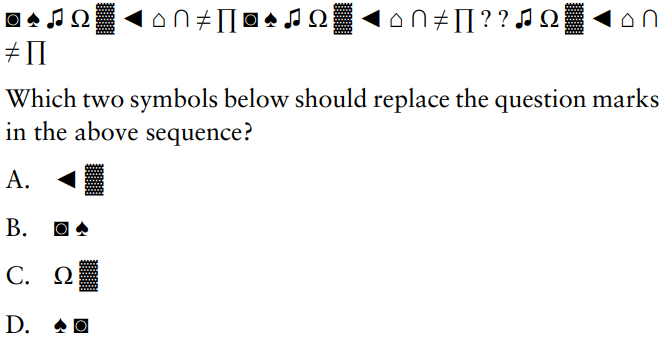 ◙ ♠ ♫ Ω ▓ ◄ ⌂ ∩ ≠ ∏ ◙ ♠ ♫ Ω ▓ ◄ ⌂ ∩ ≠ ∏ ? ? ♫ Ω ▓ ◄ ⌂ ∩
≠ ∏
Which two symbols below should replace the question marks
in the above sequence?
A. ◄ ▓
B. ◙ ♠
C. Ω ▓
D. ♠ ◙